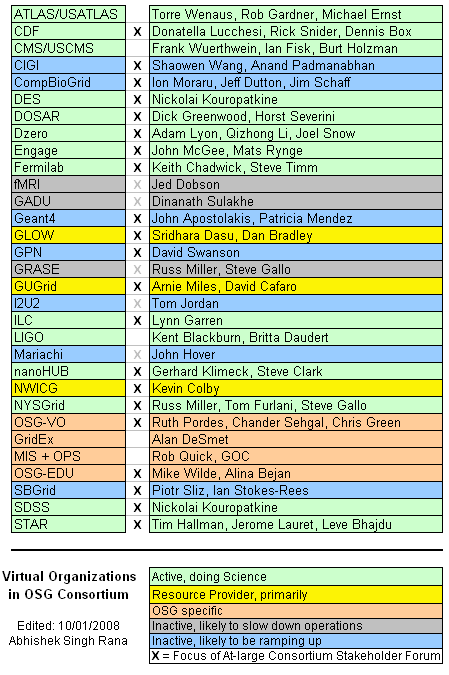 ATLAS/USATLAS Torre Wenaus, Rob Gardner, Michael Ernst
CDF X Donatella Lucchesi, Rick Snider, Dennis Box
CMS/USCMS Frank Wuerthwein, Ian Fisk, Burt Holzman
CIGI X Shaowen Wang, Anand Padmanabhan
CompBioGrid X Ion Moraru, Jeff Dutton, Jim Schaff
DES X Nickolai Kouropatkine
DOSAR X Dick Greenwood, Horst Severini
Dzero X Adam Lyon, Qizhong Li, Joel Snow
Engage X John McGee, Mats Rynge
Fermilab X Keith Chadwick, Steve Timm
fMRI X Jed Dobson
GADU X Dinanath Sulakhe
Geant4 X John Apostolakis, Patricia Mendez
GLOW X Sridhara Dasu, Dan Bradley
GPN X David Swanson
GRASE X Russ Miller, Steve Gallo
GUGrid X Arnie Miles, David Cafaro
I2U2 X Tom Jordan
ILC X Lynn Garren
LIGO Kent Blackburn, Britta Daudert
Mariachi X John Hover
nanoHUB X Gerhard Klimeck, Steve Clark
NWICG X Kevin Colby
NYSGrid X Russ Miller, Tom Furlani, Steve Gallo
OSG-VO X Ruth Pordes, Chander Sehgal, Chris Green
GridEx Alan DeSmet
MIS + OPS Rob Quick, GOC
OSG-EDU X Mike Wilde, Alina Bejan
SBGrid X Piotr Sliz, Ian Stokes-Rees
SDSS X Nickolai Kouropatkine
STAR X Tim Hallman, Jerome Lauret, Leve Bhajdu
Virtual Organizations
in OSG Consortium
Edited: 10/01/2008
Abhishek Singh Rana
Active, doing Science
Resource Provider, primarily
OSG specific
Inactive, likely to slow down operations
Inactive, likely to be ramping up
X = Focus of At-large Consortium Stakeholder Forum